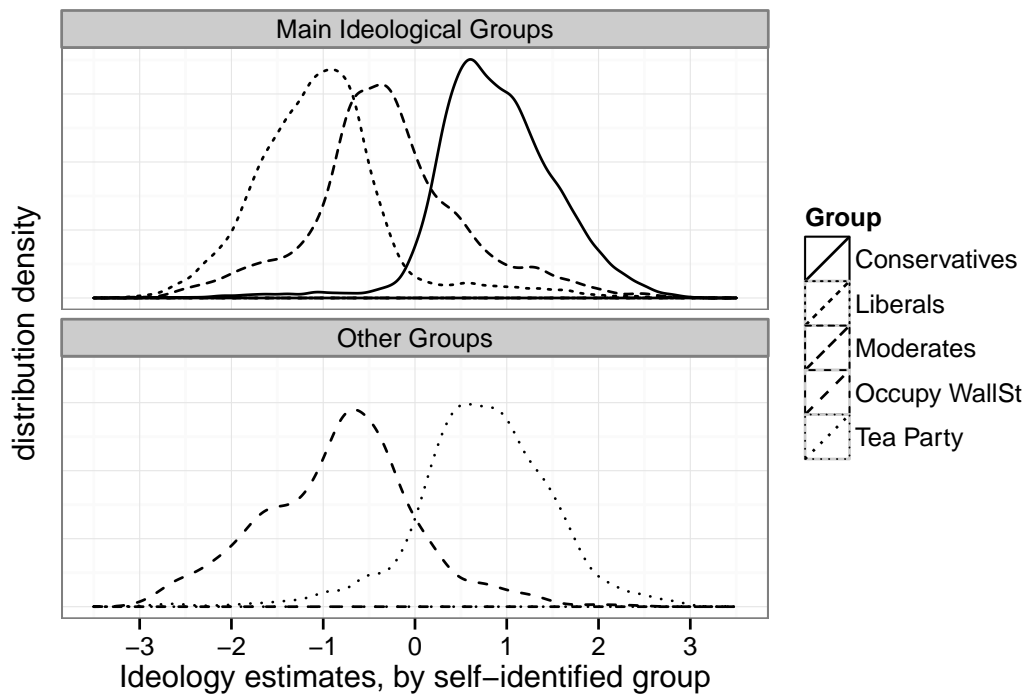 Main Ideological Groups
Other Groups
distribution density
−3 −2 −1 0 1 2 3
Ideology estimates, by self−identified group
Group
Conservatives
Liberals
Moderates
Occupy WallSt
Tea Party